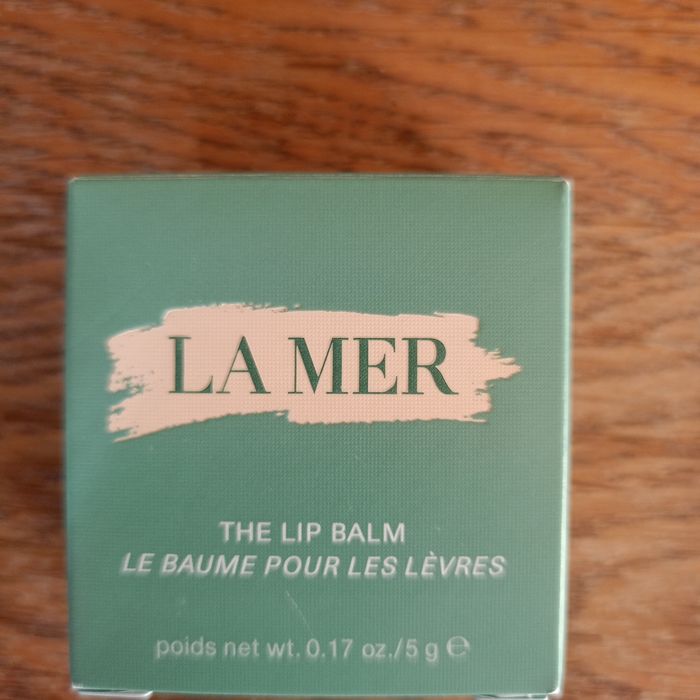 LA MER
THE LIP BALM
LE BAUME POUR LES LÈVRES
poids net wt. 0.17 oz./5 g ℮